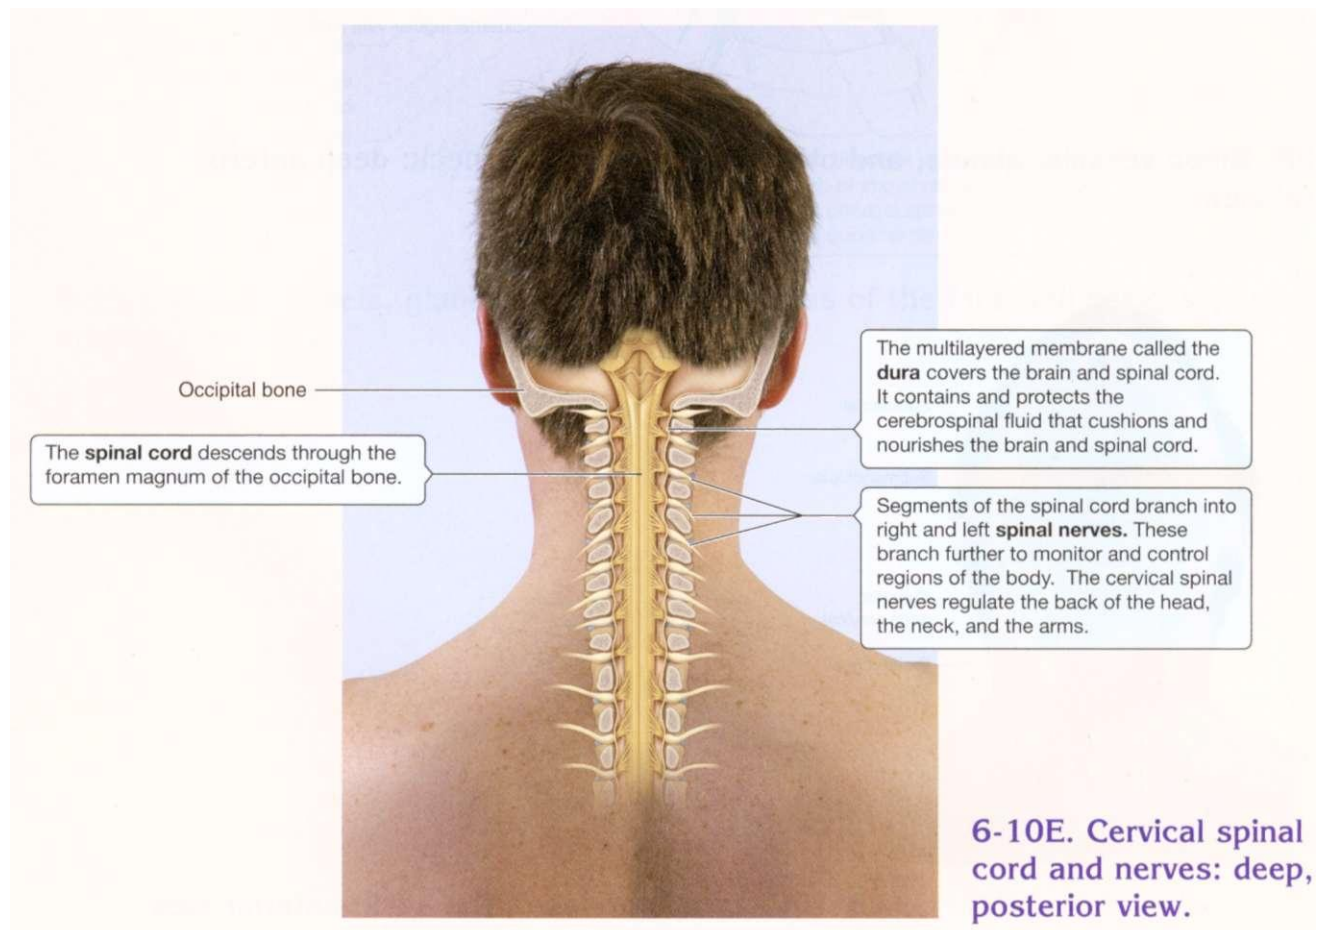 Occipital bone
The spinal cord descends through the
foramen magnum of the occipital bone.
The multilayered membrane called the
dura covers the brain and spinal cord.
It contains and protects the
cerebrospinal fluid that cushions and
nourishes the brain and spinal cord.
Segments of the spinal cord branch into
right and left spinal nerves. These
branch further to monitor and control
regions of the body. The cervical spinal
nerves regulate the back of the head,
the neck, and the arms.
6-10E. Cervical spinal
cord and nerves: deep,
posterior view.